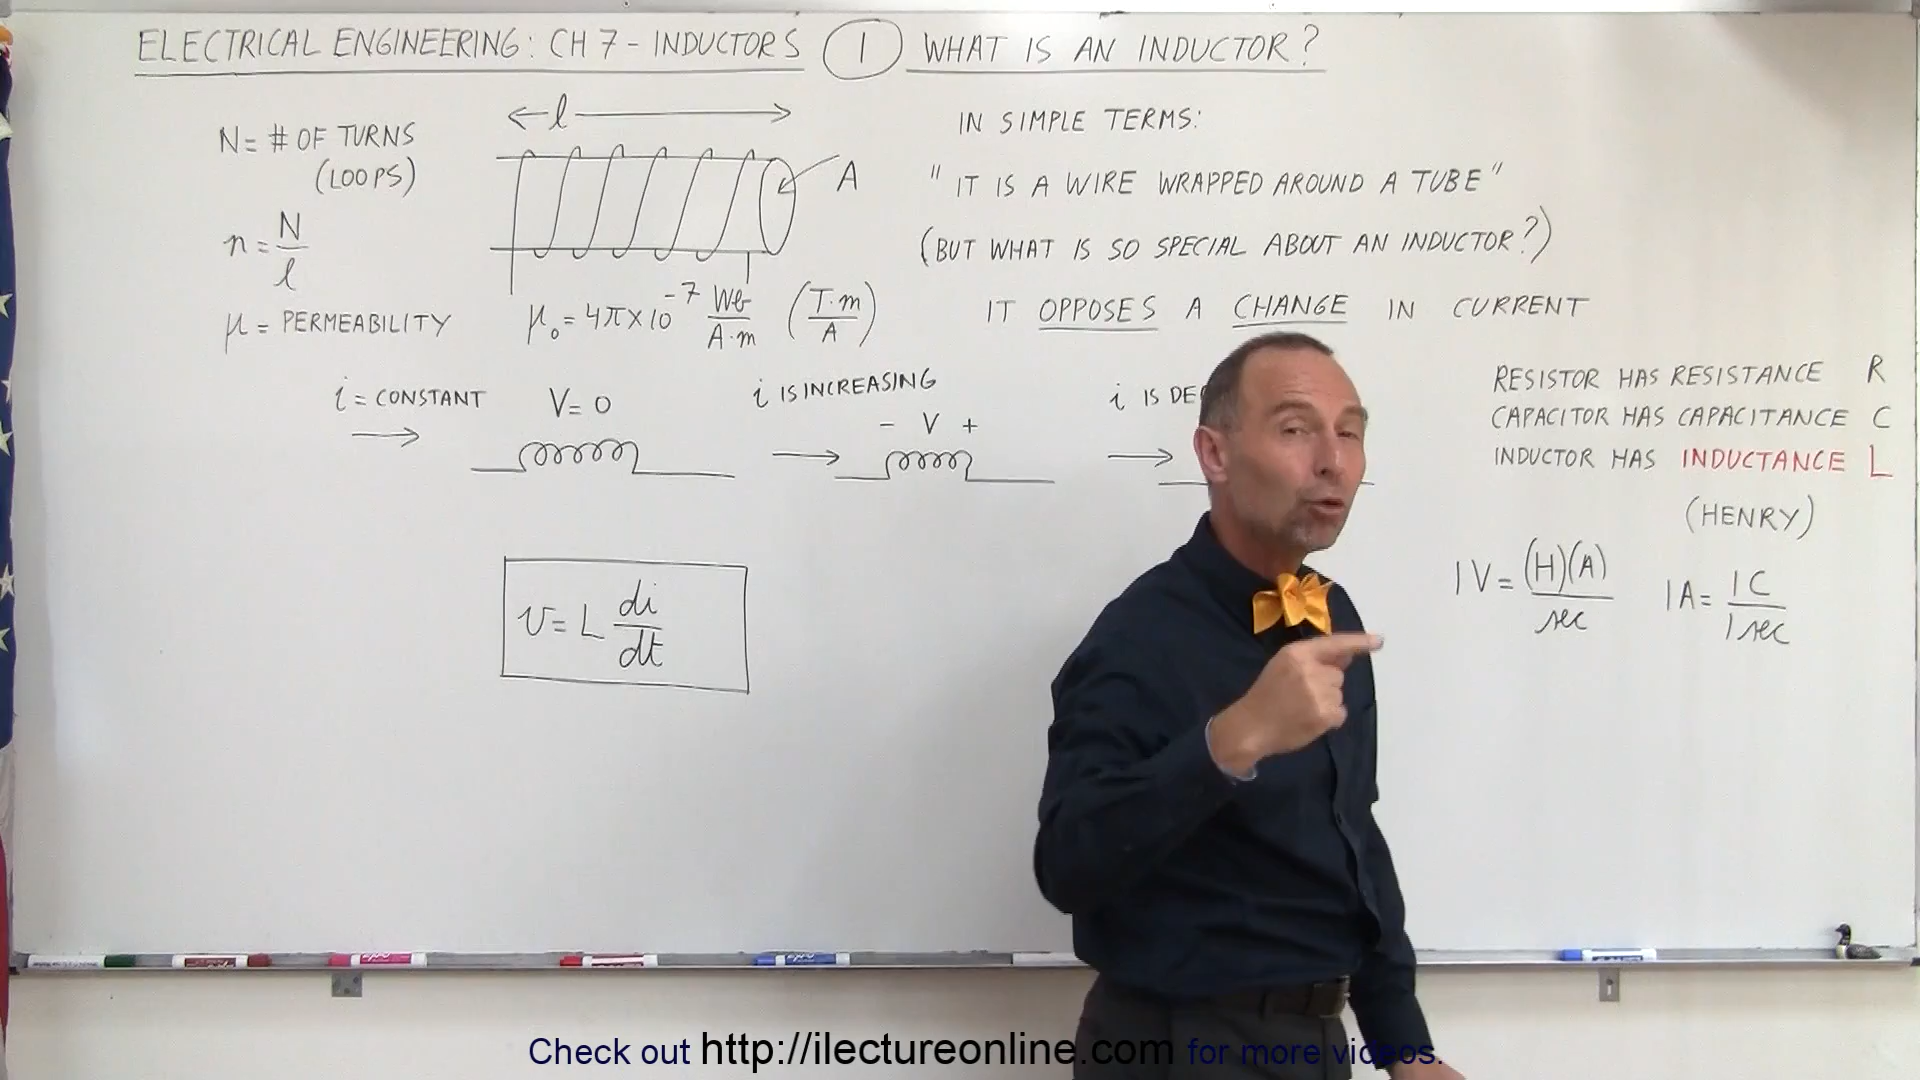 ELECTRICAL ENGINEERING: CH 7 - INDUCTORS 1 WHAT IS AN INDUCTOR?
N = # OF TURNS
(LOOPS)
n = N/l
μ = PERMEABILITY
l
A
μ₀ = 4π×10⁻⁷ Wb/A·m (T·m/A)
IN SIMPLE TERMS:
"IT IS A WIRE WRAPPED AROUND A TUBE"
(BUT WHAT IS SO SPECIAL ABOUT AN INDUCTOR?)
IT OPPOSES A CHANGE IN CURRENT
i = CONSTANT V = 0
i IS INCREASING
- V +
i IS
RESISTOR HAS RESISTANCE R
CAPACITOR HAS CAPACITANCE C
INDUCTOR HAS INDUCTANCE L
(HENRY)
v = L di/dt
1V = (H)(A)/sec 1A = 1C/1sec
Check out http://ilectureonline.com for more videos.